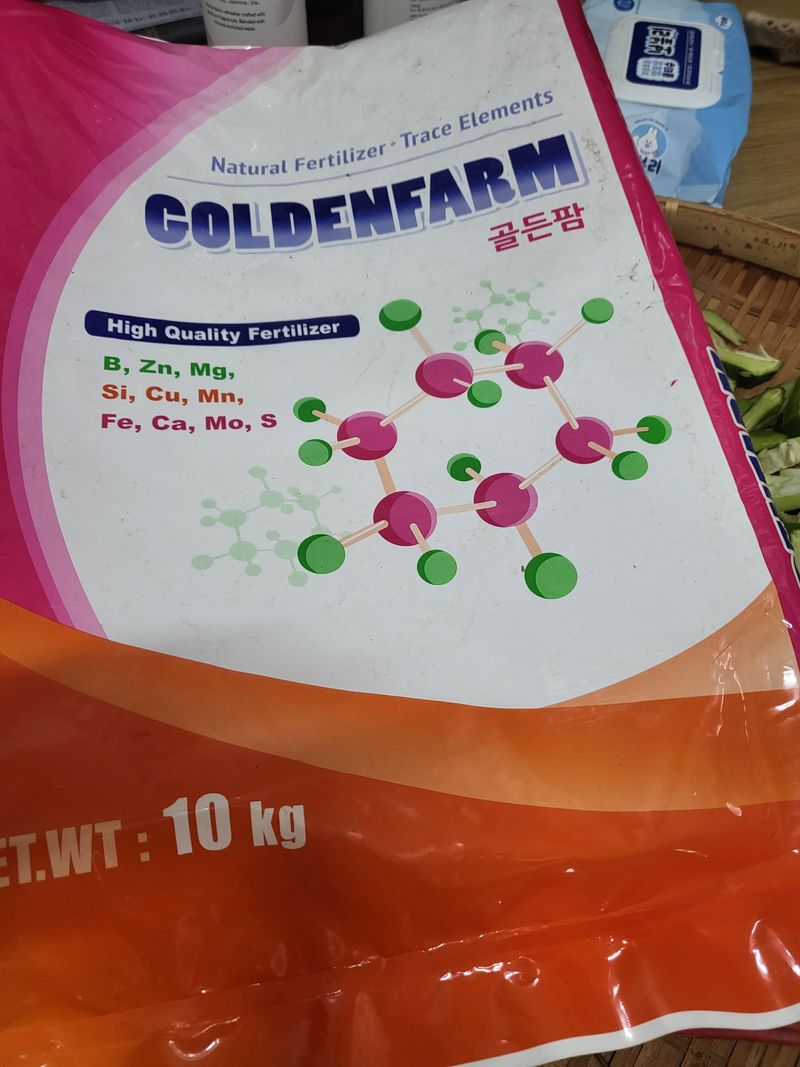 Natural Fertilizer · Trace Elements
GOLDENFARM
골든팜
High Quality Fertilizer
B, Zn, Mg,
Si, Cu, Mn,
Fe, Ca, Mo, S
ET.WT : 10 kg